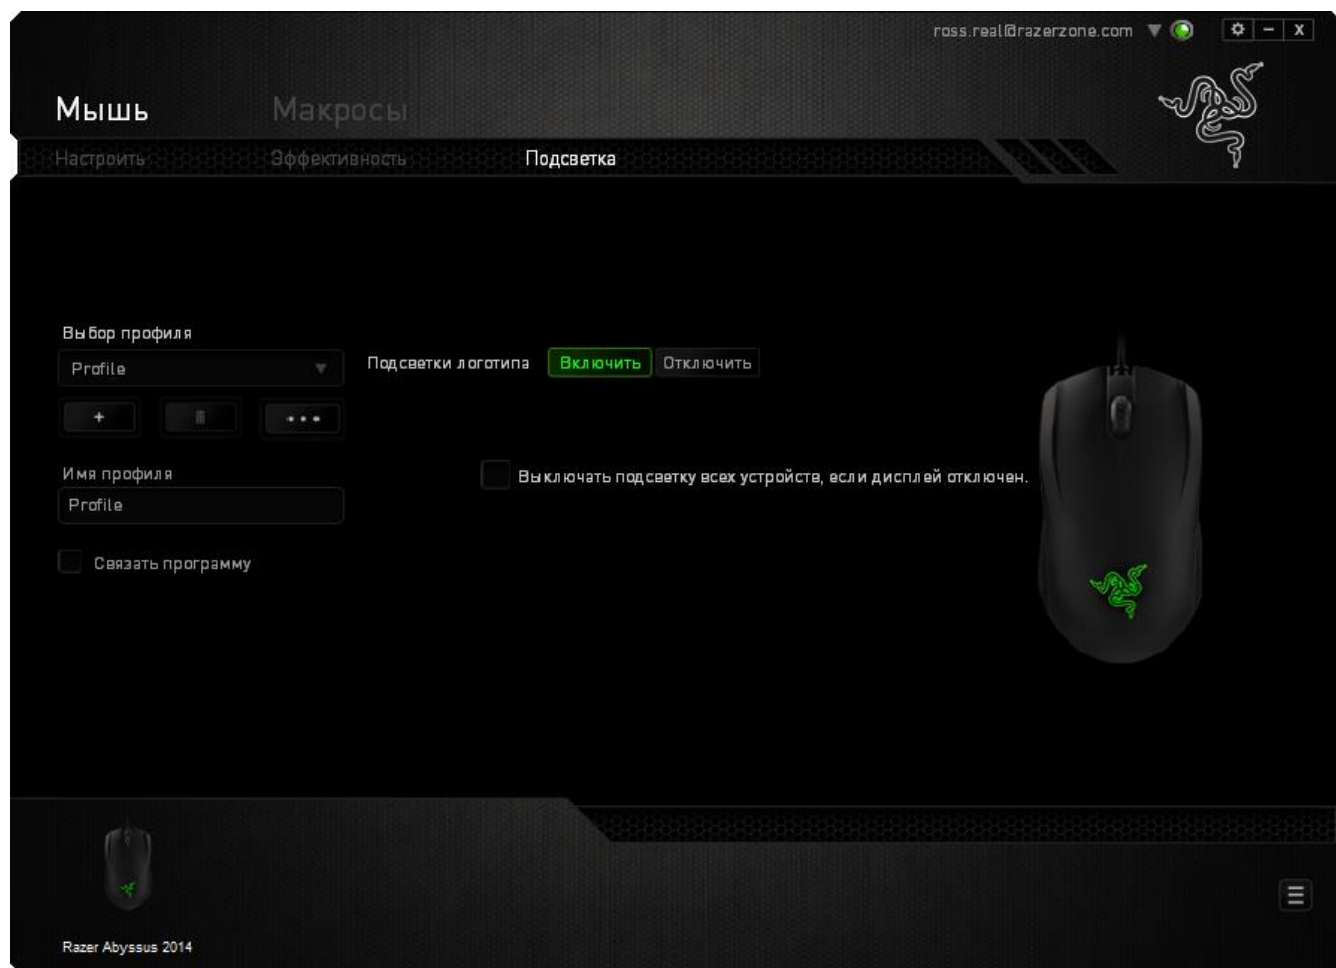 ross.real@razerzone.com
Мышь Макросы
Настроить Эффективность Подсветка
Выбор профиля
Profile
Подсветки логотипа Включить Отключить
Имя профиля
Profile
Выключать подсветку всех устройств, если дисплей отключен.
Связать программу
Razer Abyssus 2014